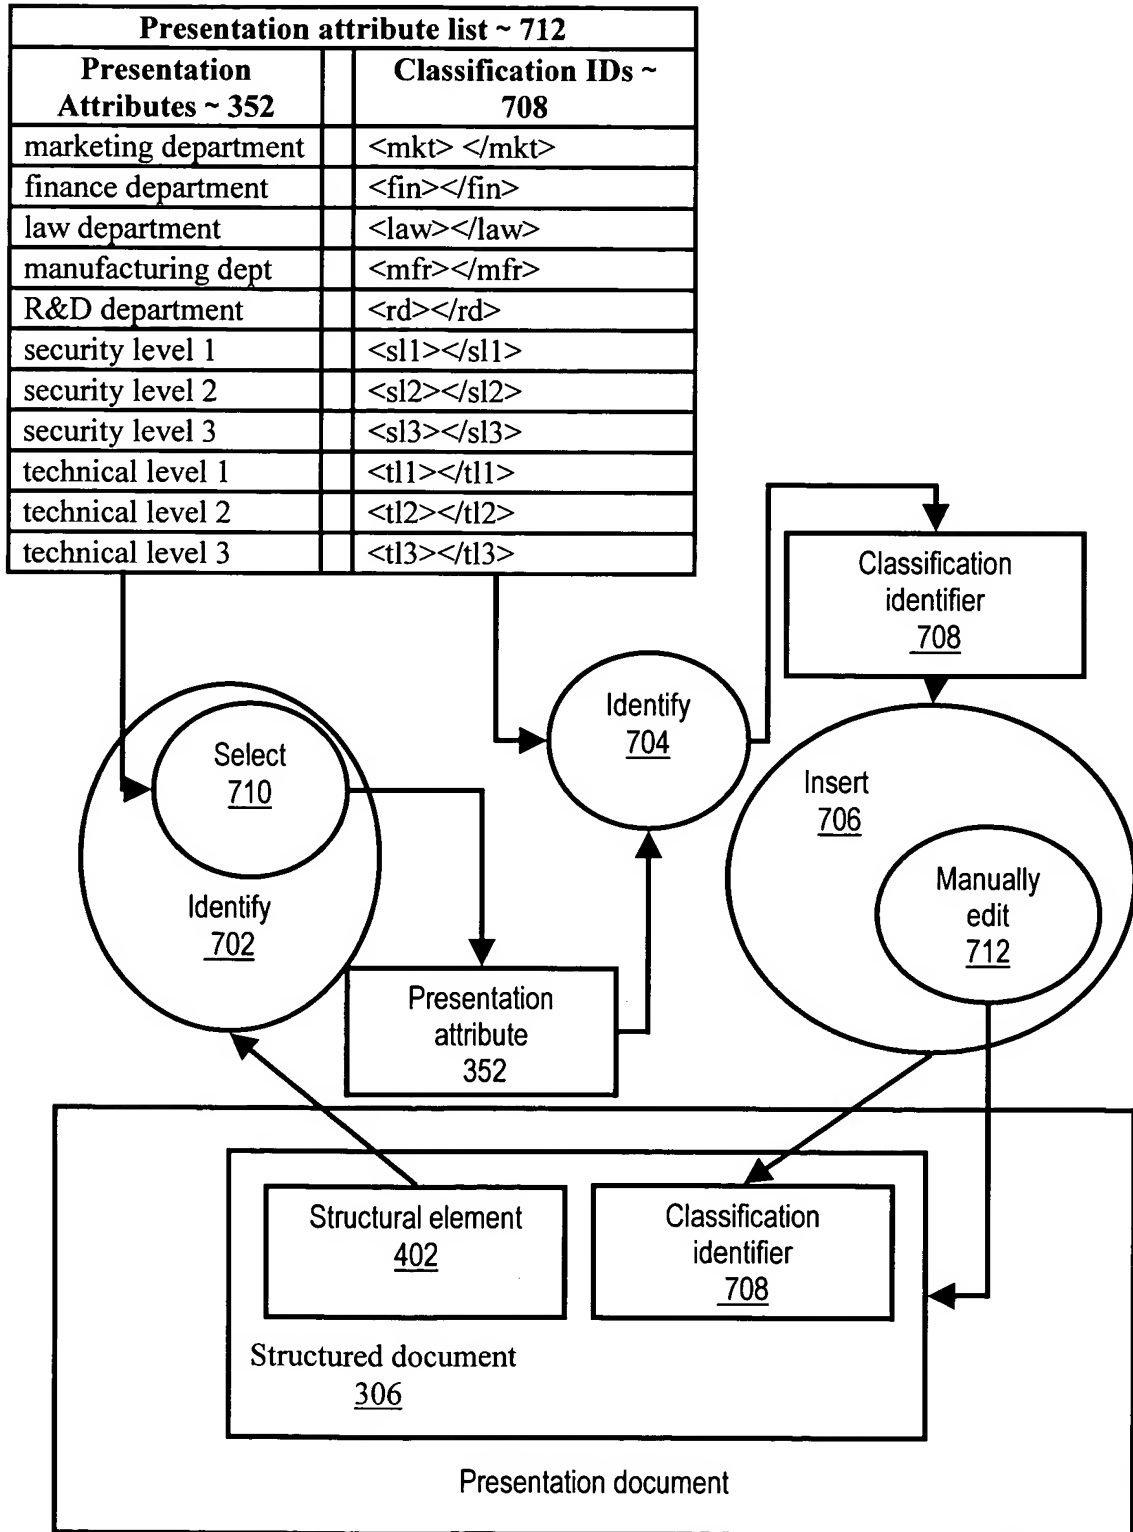 Presentation attribute list ~ 712
Presentation Attributes ~ 352
Classification IDs ~ 708
marketing department <mkt> </mkt>
finance department <fin></fin>
law department <law></law>
manufacturing dept <mfr></mfr>
R&D department <rd></rd>
security level 1 <sl1></sl1>
security level 2 <sl2></sl2>
security level 3 <sl3></sl3>
technical level 1 <tl1></tl1>
technical level 2 <tl2></tl2>
technical level 3 <tl3></tl3>
Classification
identifier
708
Identify
704
Select
710
Insert
706
Identify
702
Manually
edit
712
Presentation
attribute
352
Structural element
402
Classification
identifier
708
Structured document
306
Presentation document